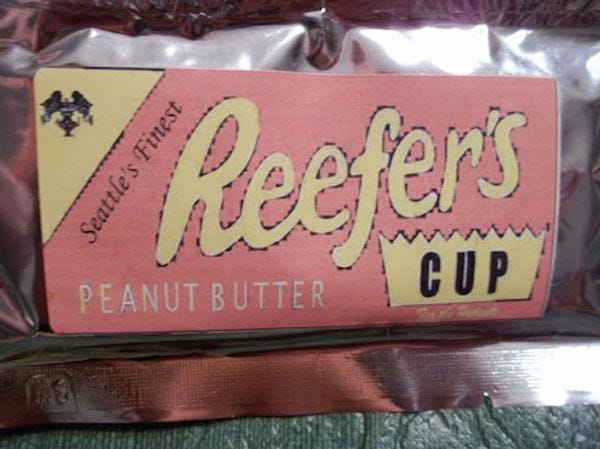 Seattle's Finest
Reefer's
PEANUT BUTTER
CUP